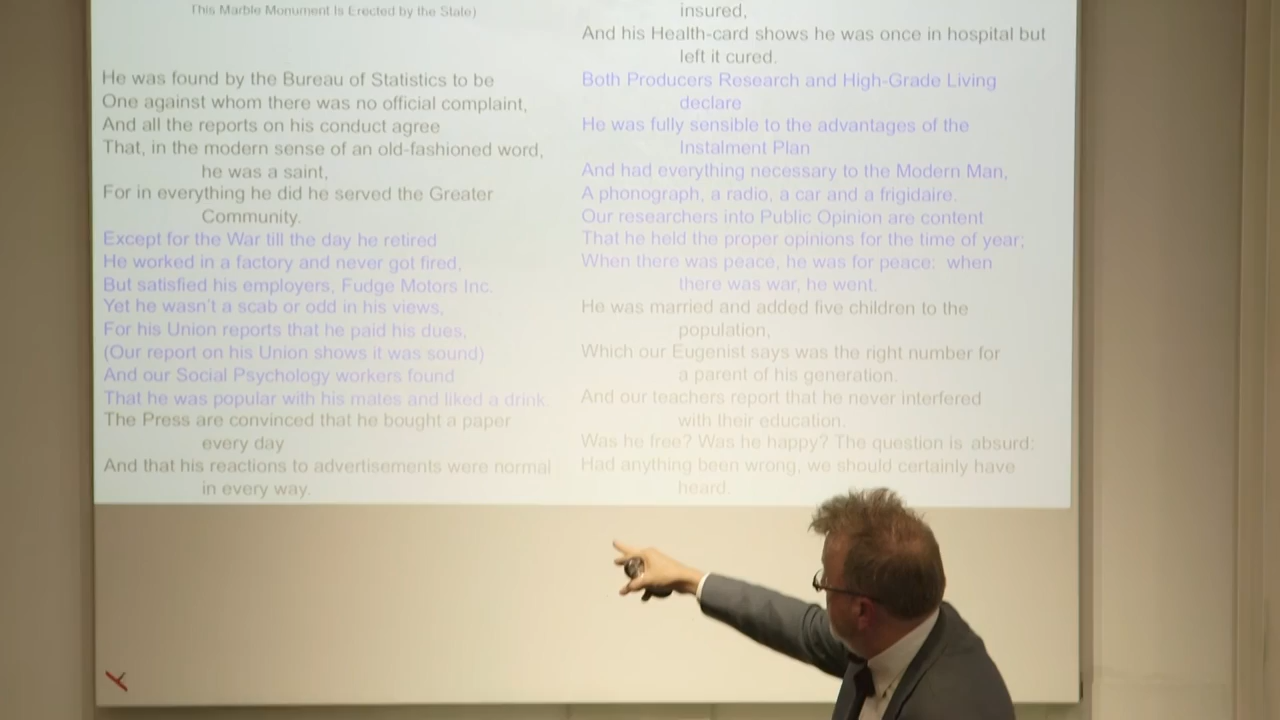 This Marble Monument Is Erected by the State)
He was found by the Bureau of Statistics to be
One against whom there was no official complaint,
And all the reports on his conduct agree
That, in the modern sense of an old-fashioned word,
he was a saint,
For in everything he did he served the Greater
Community.
Except for the War till the day he retired
He worked in a factory and never got fired,
But satisfied his employers, Fudge Motors Inc.
Yet he wasn't a scab or odd in his views,
For his Union reports that he paid his dues,
(Our report on his Union shows it was sound)
And our Social Psychology workers found
That he was popular with his mates and liked a drink.
The Press are convinced that he bought a paper
every day
And that his reactions to advertisements were normal
in every way.
insured,
And his Health-card shows he was once in hospital but
left it cured.
Both Producers Research and High-Grade Living
declare
He was fully sensible to the advantages of the
Instalment Plan
And had everything necessary to the Modern Man,
A phonograph, a radio, a car and a frigidaire.
Our researchers into Public Opinion are content
That he held the proper opinions for the time of year;
When there was peace, he was for peace: when
there was war, he went.
He was married and added five children to the
population,
Which our Eugenist says was the right number for
a parent of his generation.
And our teachers report that he never interfered
with their education.
Was he free? Was he happy? The question is absurd:
Had anything been wrong, we should certainly have
heard.